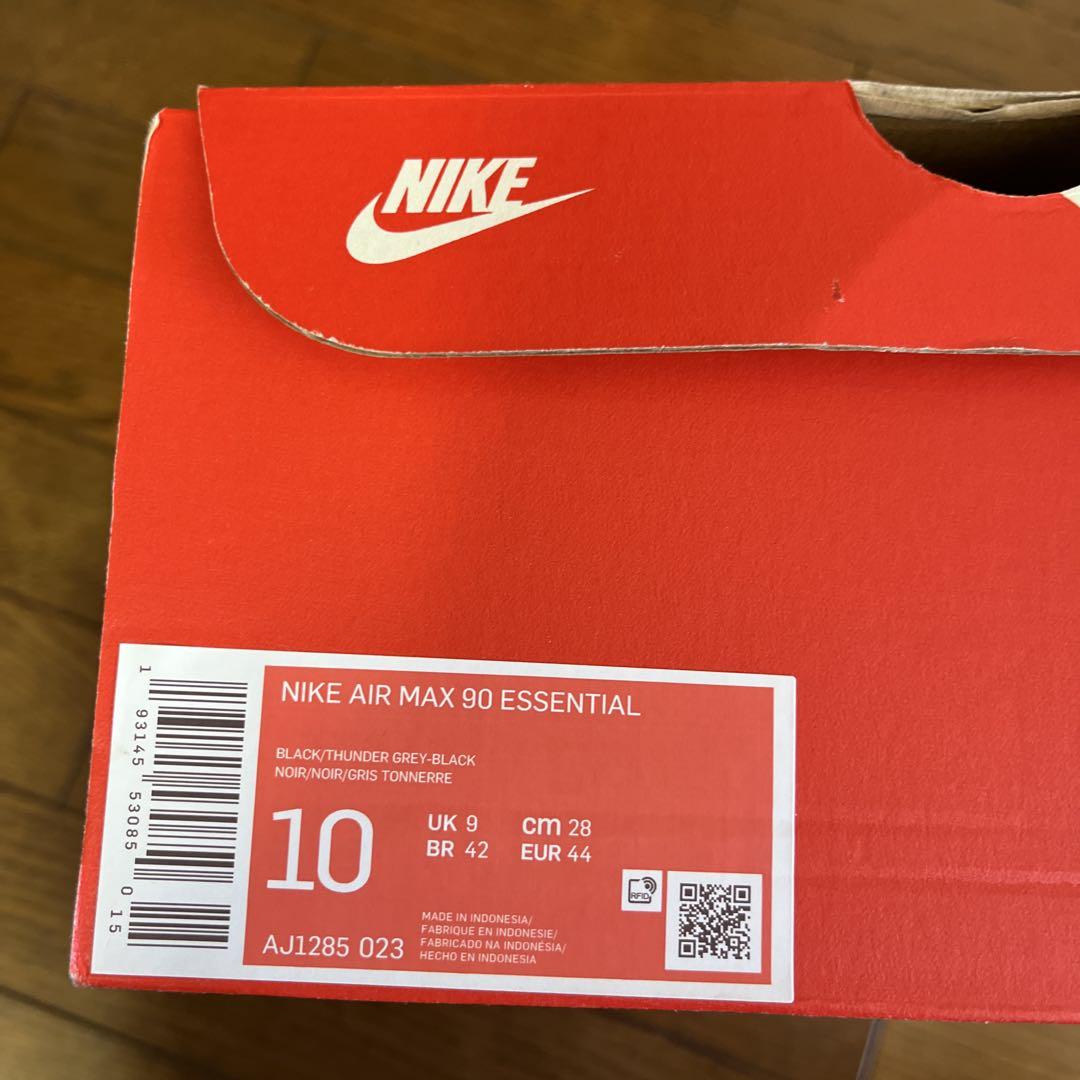 NIKE
NIKE AIR MAX 90 ESSENTIAL
BLACK/THUNDER GREY-BLACK
NOIR/NOIR/GRIS TONNERRE
10
UK 9 cm 28
BR 42 EUR 44
MADE IN INDONESIA/
FABRIQUE EN INDONESIE/
FABRICADO NA INDONÉSIA/
HECHO EN INDONESIA
AJ1285 023
RFID
1 93145 53085 0 15